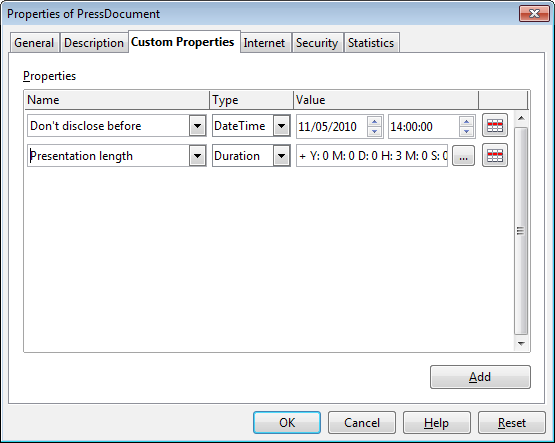 Properties of PressDocument
General Description Custom Properties Internet Security Statistics
Properties
Name Type Value
Don't disclose before DateTime 11/05/2010 14:00:00
Presentation length Duration + Y: 0 M: 0 D: 0 H: 3 M: 0 S: 0 ...
Add
OK Cancel Help Reset